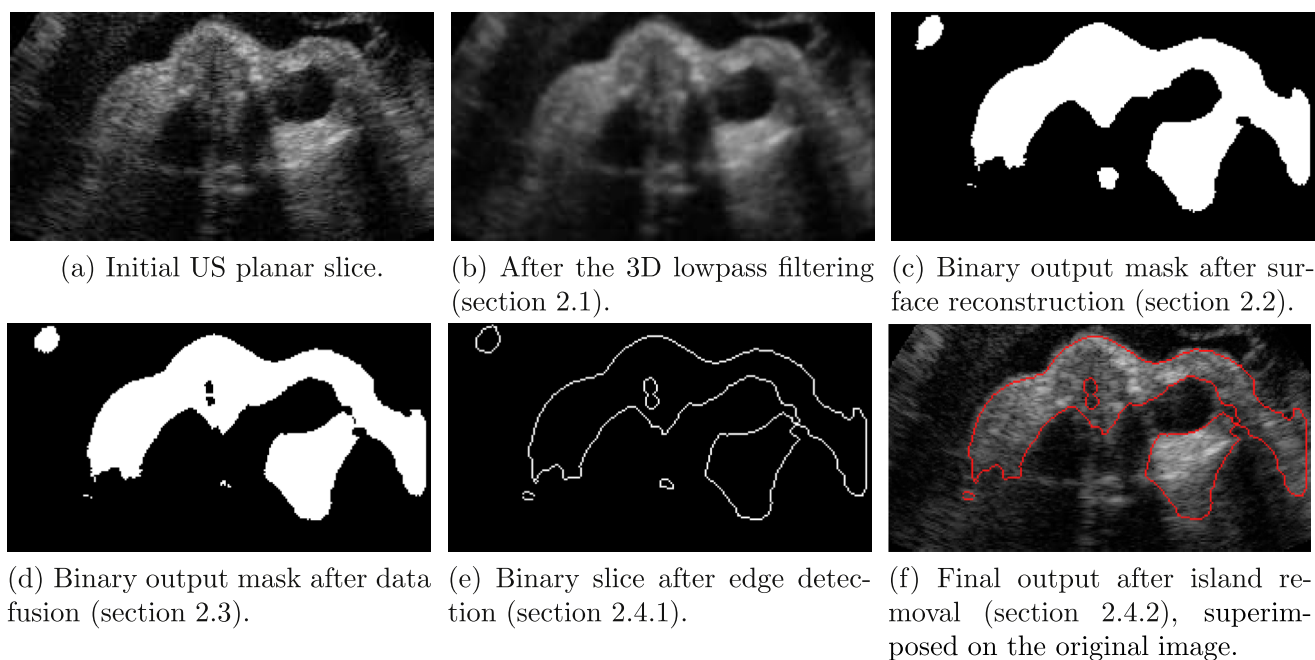 (a) Initial US planar slice.
(b) After the 3D lowpass filtering
(section 2.1).
(c) Binary output mask after sur-
face reconstruction (section 2.2).
(d) Binary output mask after data
fusion (section 2.3).
(e) Binary slice after edge detec-
tion (section 2.4.1).
(f) Final output after island re-
moval (section 2.4.2), superim-
posed on the original image.